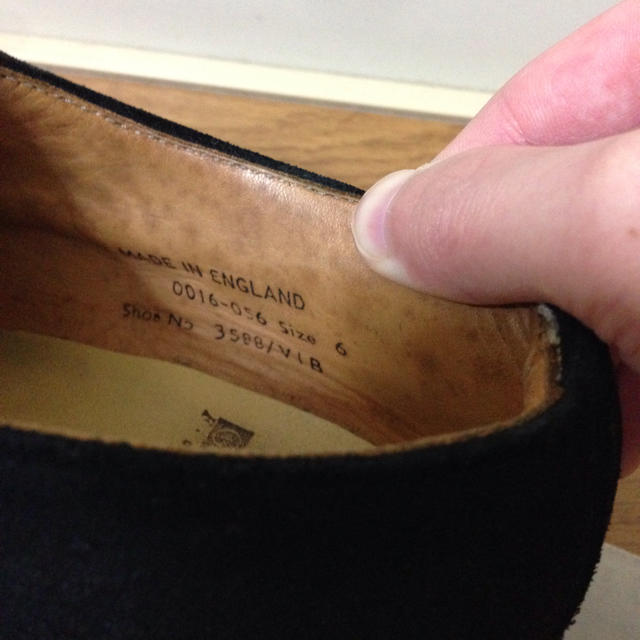 MADE IN ENGLAND
0016-056 Size 6
Shoe No 3588/V1B